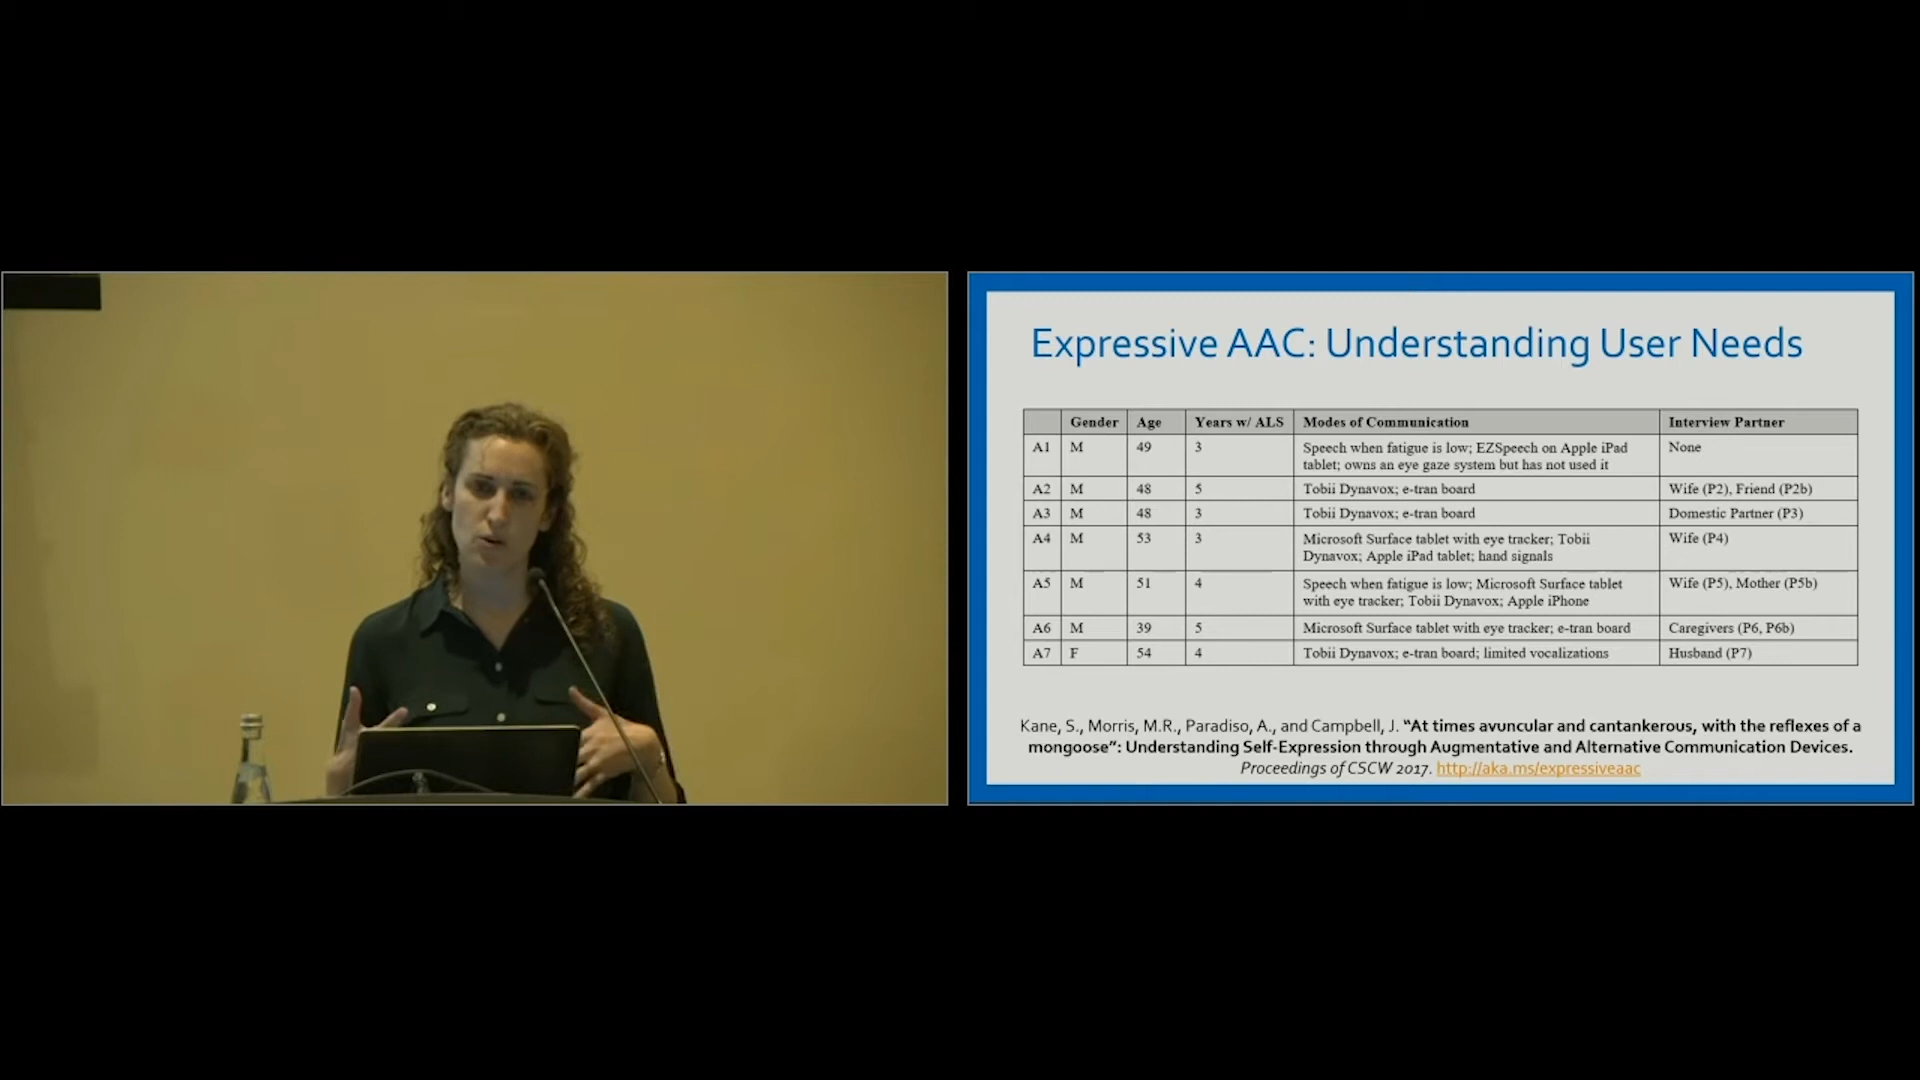 Expressive AAC: Understanding User Needs
Gender Age Years w/ ALS Modes of Communication Interview Partner
A1 M 49 3 Speech when fatigue is low; EZSpeech on Apple iPad None
tablet; owns an eye gaze system but has not used it
A2 M 48 5 Tobii Dynavox; e-tran board Wife (P2), Friend (P2b)
A3 M 48 3 Tobii Dynavox; e-tran board Domestic Partner (P3)
A4 M 53 3 Microsoft Surface tablet with eye tracker; Tobii Wife (P4)
Dynavox; Apple iPad tablet; hand signals
A5 M 51 4 Speech when fatigue is low; Microsoft Surface tablet Wife (P5), Mother (P5b)
with eye tracker; Tobii Dynavox; Apple iPhone
A6 M 39 5 Microsoft Surface tablet with eye tracker; e-tran board Caregivers (P6, P6b)
A7 F 54 4 Tobii Dynavox; e-tran board; limited vocalizations Husband (P7)
Kane, S., Morris, M.R., Paradiso, A., and Campbell, J. “At times avuncular and cantankerous, with the reflexes of a
mongoose”: Understanding Self-Expression through Augmentative and Alternative Communication Devices.
Proceedings of CSCW 2017. http://aka.ms/expressiveaac